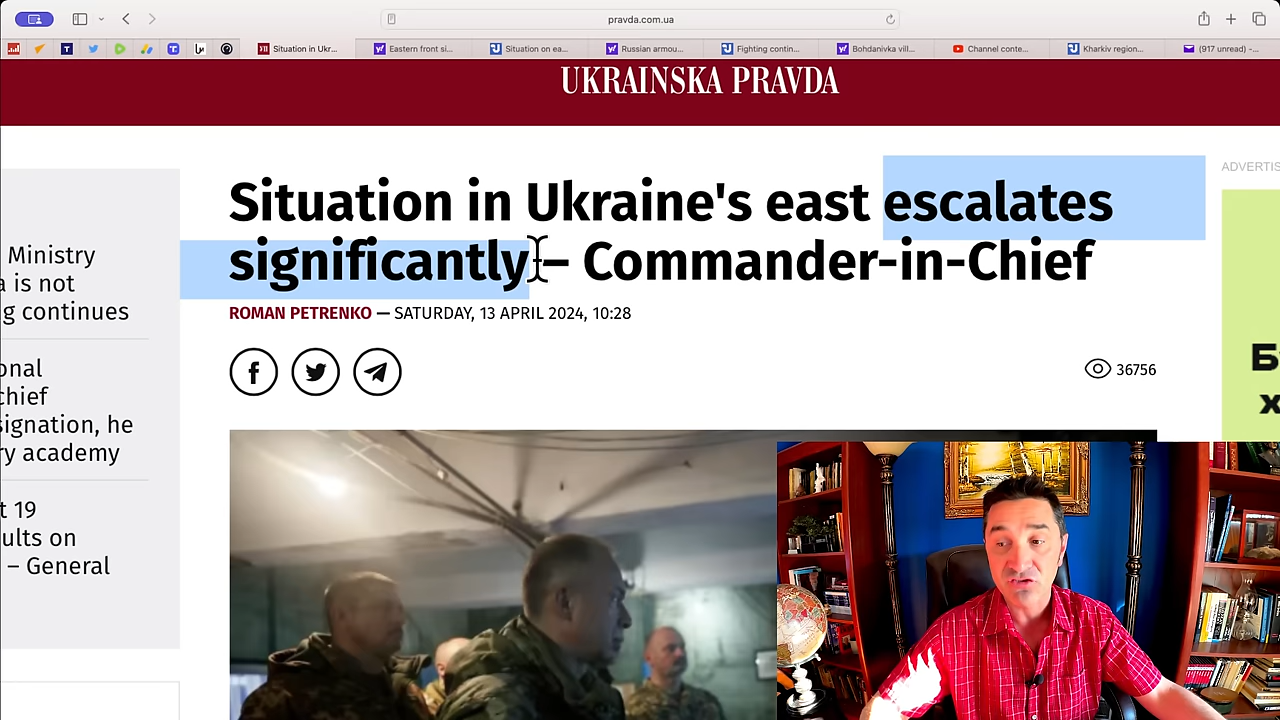 pravda.com.ua
Situation in Ukr...
Eastern front si...
Situation on ea...
Russian armou...
Fighting contin...
Bohdanivka vill...
Channel conte...
Kharkiv region...
(917 unread) -...
UKRAINSKA PRAVDA
ADVERTIS
Situation in Ukraine's east escalates
significantly – Commander-in-Chief
ROMAN PETRENKO — SATURDAY, 13 APRIL 2024, 10:28
36756
Ministry
a is not
g continues
onal
chief
signation, he
ry academy
t 19
ults on
– General
Б
х